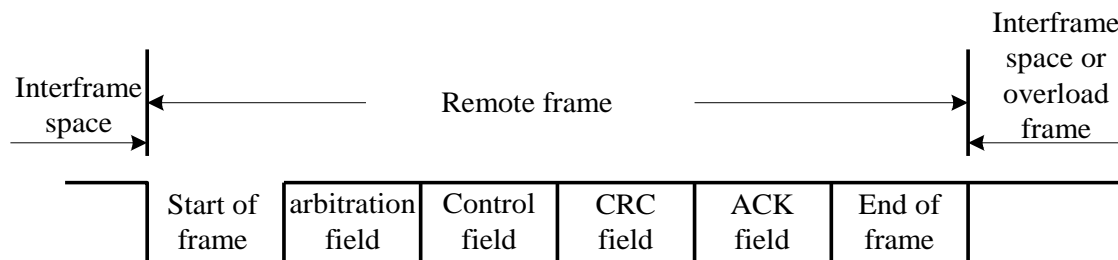 Interframe
space
Remote frame
Interframe
space or
overload
frame
Start of
frame
arbitration
field
Control
field
CRC
field
ACK
field
End of
frame